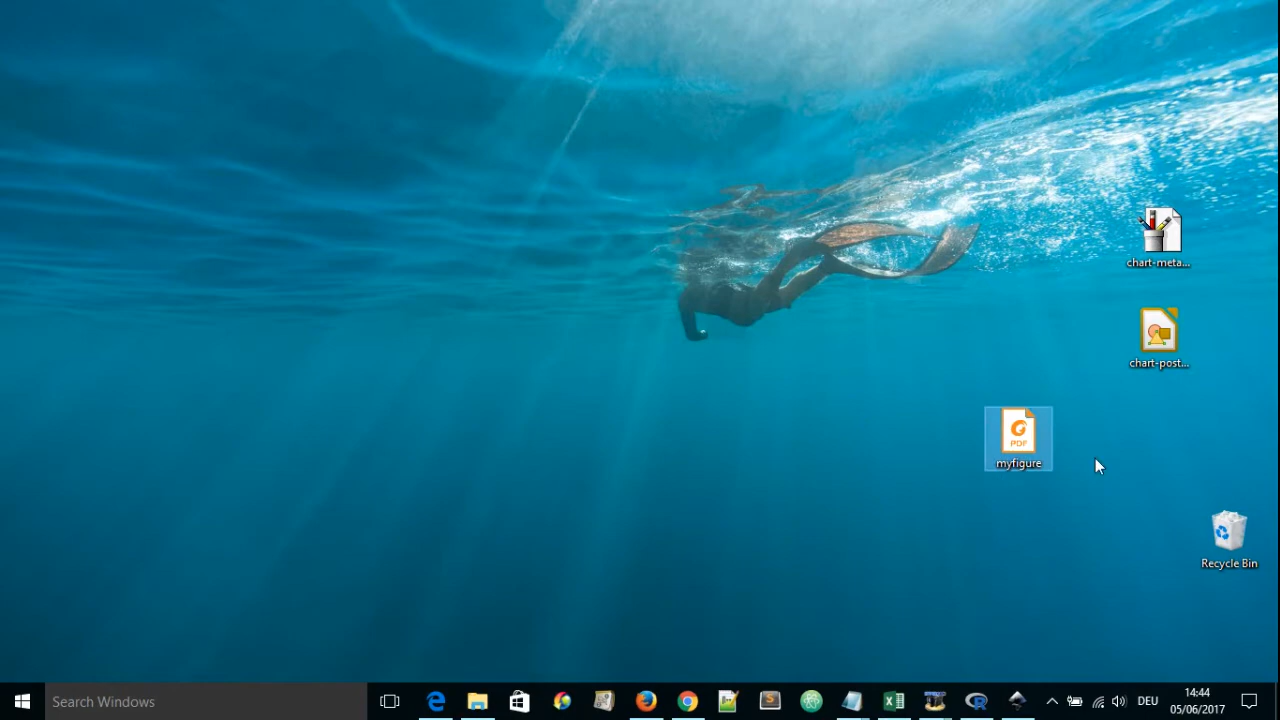 chart-meta...
chart-post...
PDF
myfigure
Recycle Bin
Search Windows
DEU
14:44
05/06/2017